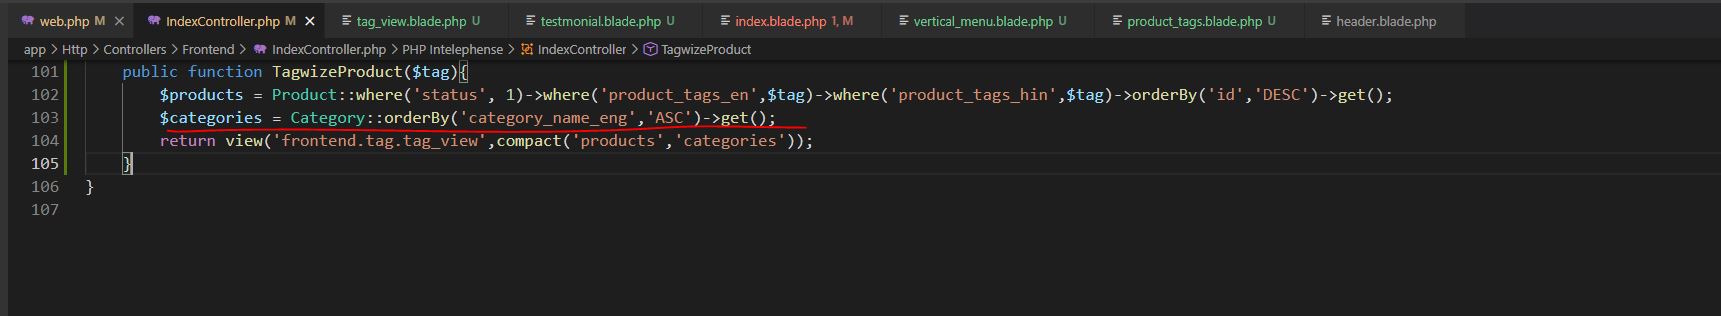 web.php M
IndexController.php M
tag_view.blade.php U
testmonial.blade.php U
index.blade.php 1, M
vertical_menu.blade.php U
product_tags.blade.php U
header.blade.php
app > Http > Controllers > Frontend > IndexController.php > PHP Intelephense > IndexController > TagwizeProduct
101 public function TagwizeProduct($tag){
102 $products = Product::where('status', 1)->where('product_tags_en',$tag)->where('product_tags_hin',$tag)->orderBy('id','DESC')->get();
103 $categories = Category::orderBy('category_name_eng','ASC')->get();
104 return view('frontend.tag.tag_view',compact('products','categories'));
105 }
106 }
107